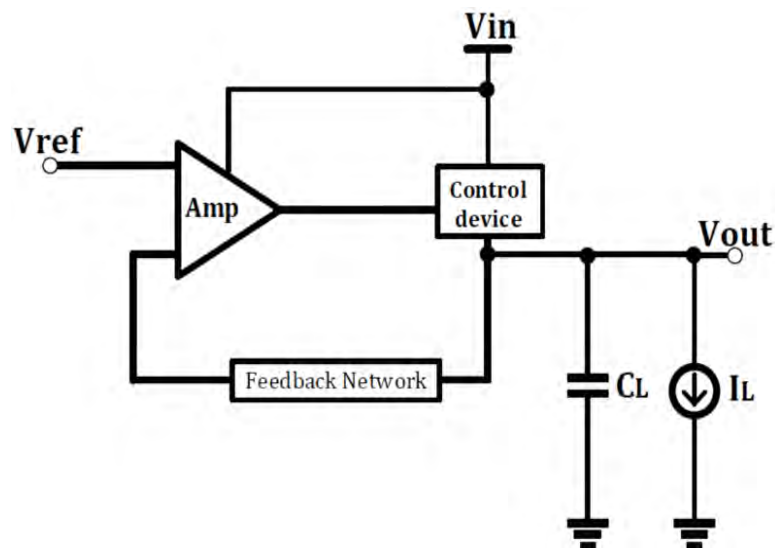 Vin
Vref
Amp
Control
device
Vout
Feedback Network
CL
IL